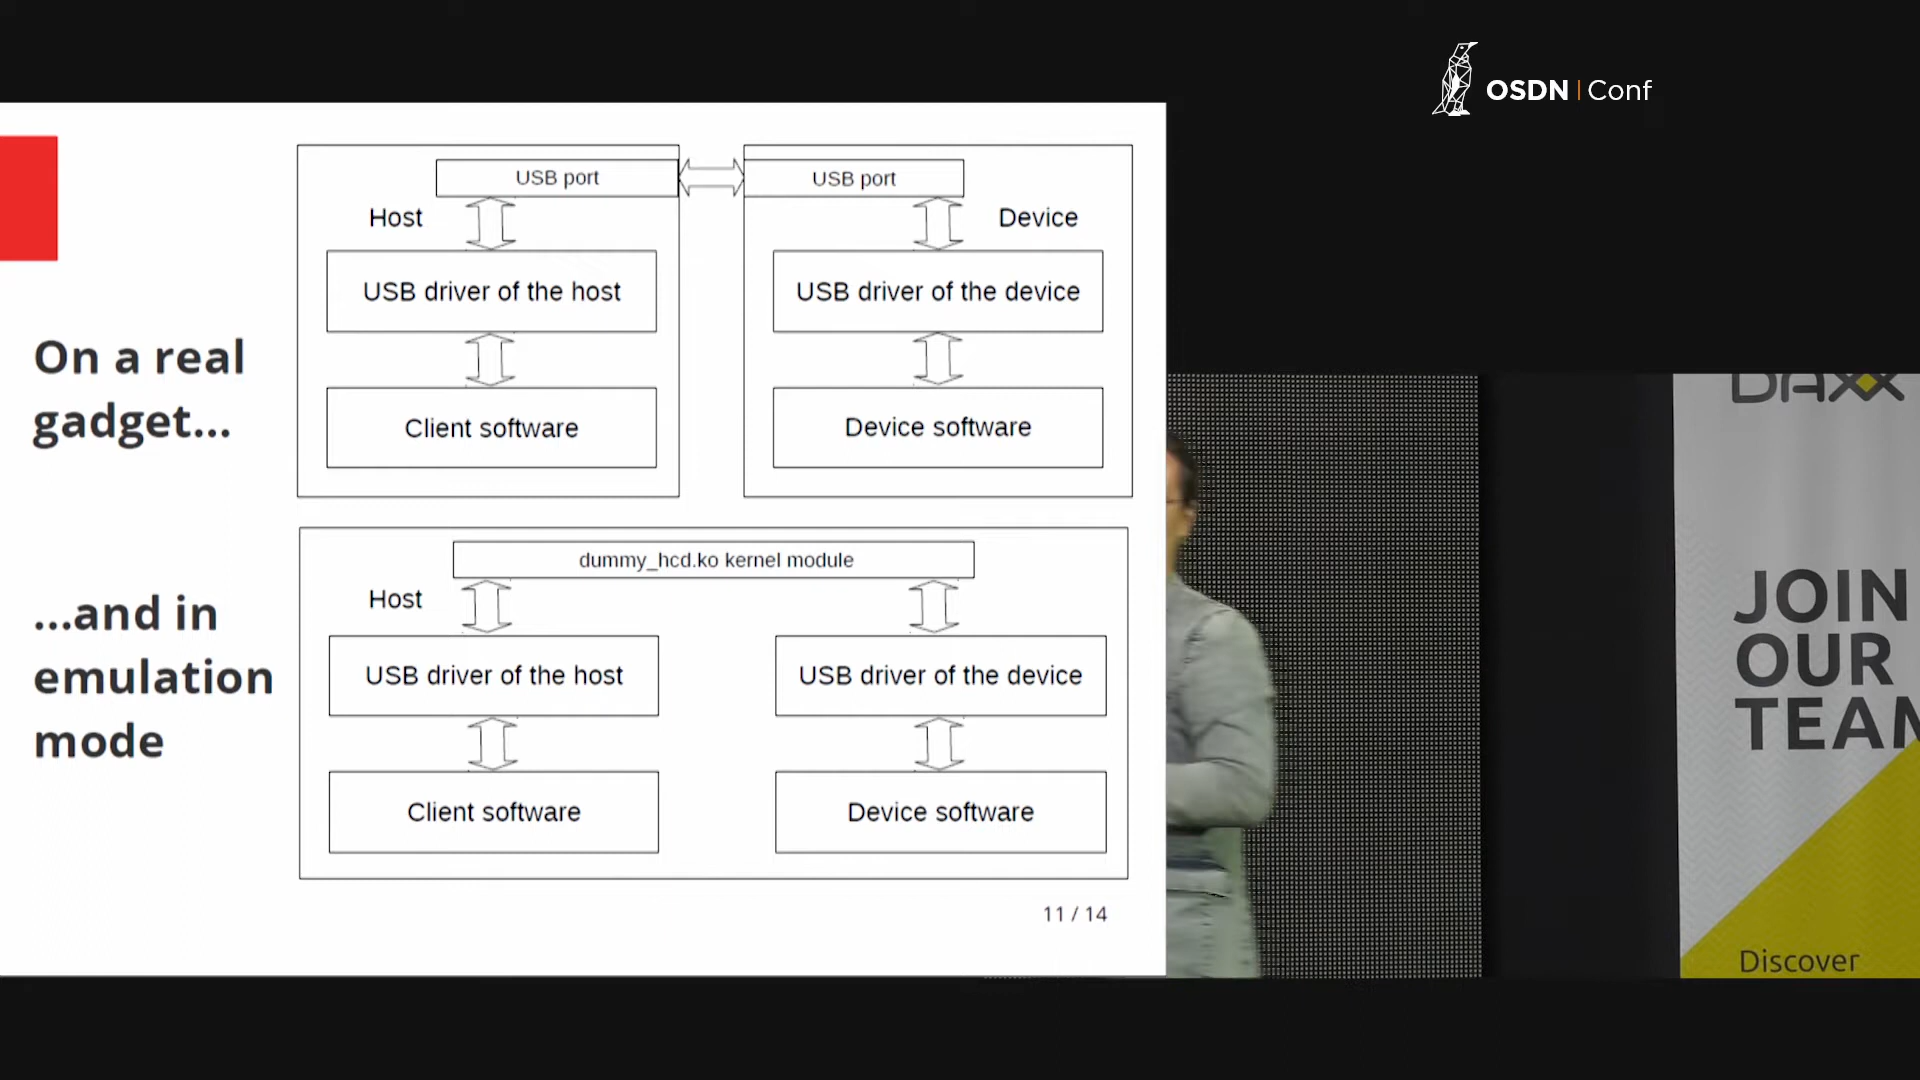 OSDN | Conf
On a real
gadget...
USB port
USB port
Host
Device
USB driver of the host
USB driver of the device
Client software
Device software
...and in
emulation
mode
dummy_hcd.ko kernel module
Host
USB driver of the host
USB driver of the device
Client software
Device software
11 / 14
DAXX
JOIN
OUR
TEAM
Discover